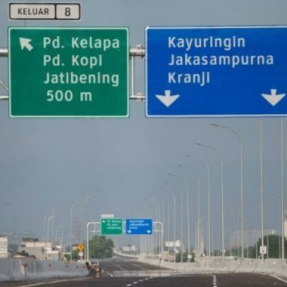 KELUAR 8
Pd. Kelapa
Pd. Kopi
Jatibening
500 m
Kayuringin
Jakasampurna
Kranji